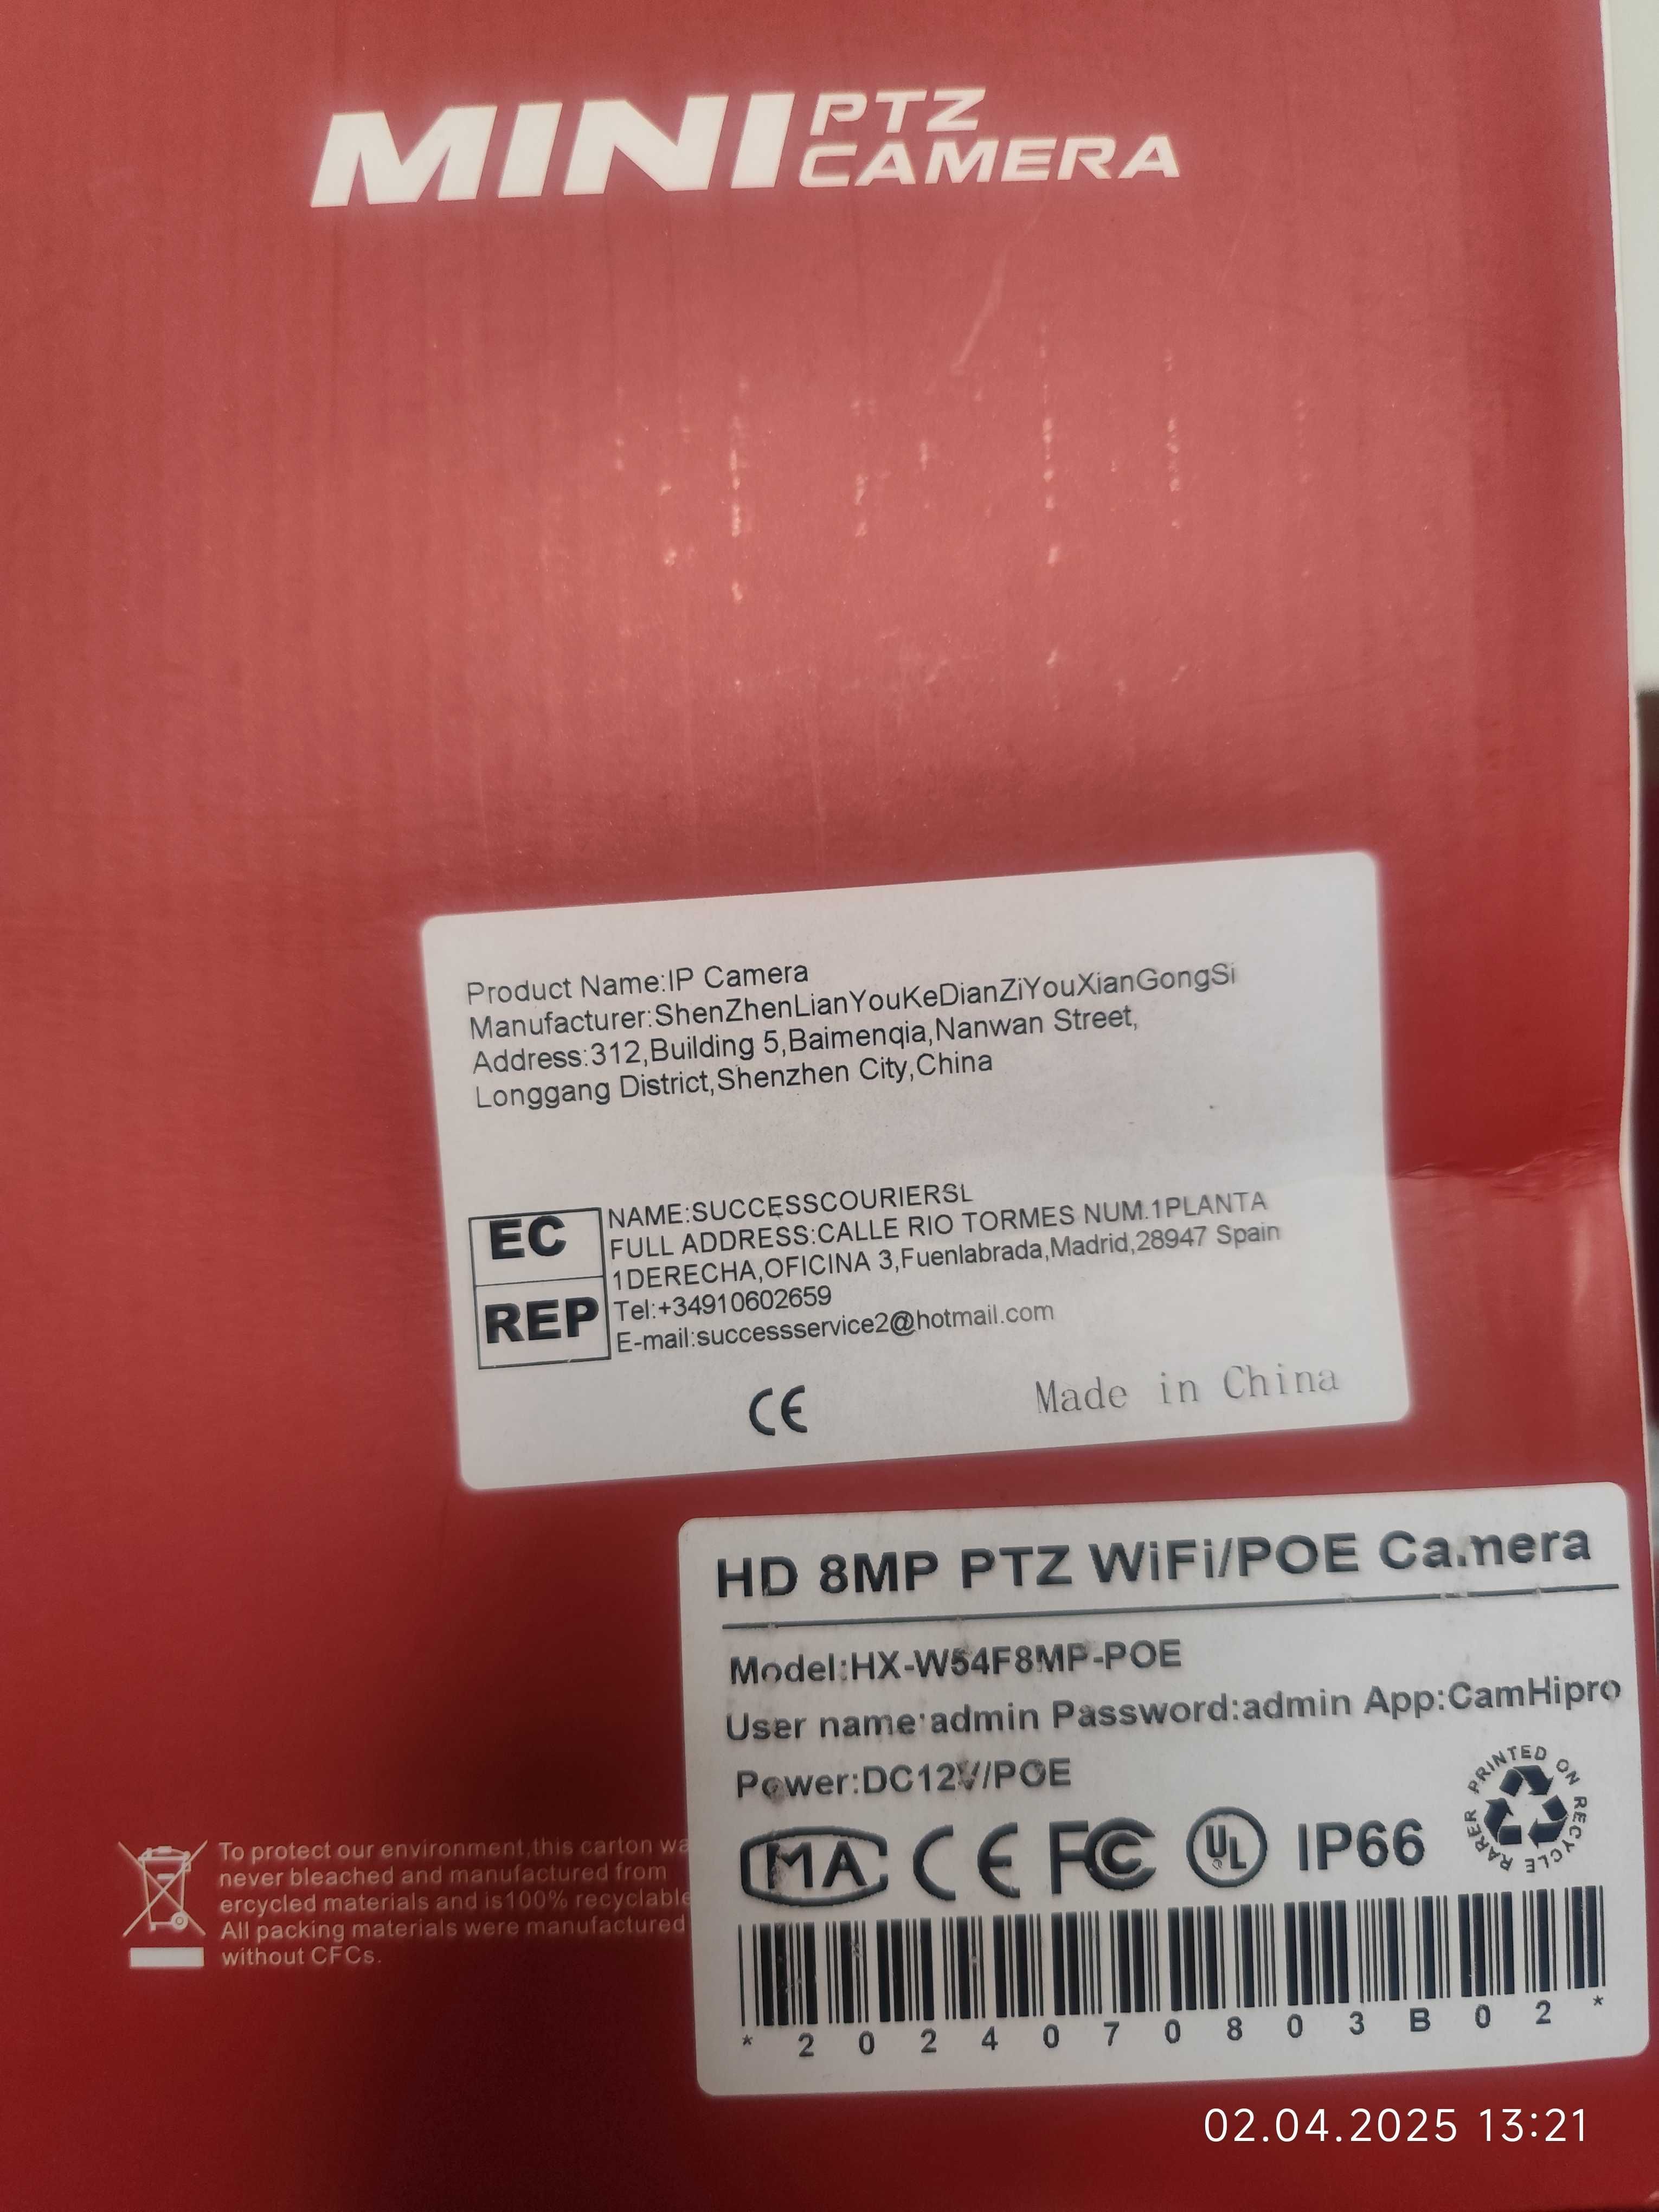 MINI PTZ
CAMERA
Product Name:IP Camera
Manufacturer:ShenZhenLianYouKeDianZiYouXianGongSi
Address:312,Building 5,Baimenqia,Nanwan Street,
Longgang District,Shenzhen City,China
EC
REP
NAME:SUCCESSCOURIERSL
FULL ADDRESS:CALLE RIO TORMES NUM.1PLANTA
1DERECHA,OFICINA 3,Fuenlabrada,Madrid,28947 Spain
Tel:+34910602659
E-mail:successservice2@hotmail.com
CE
Made in China
HD 8MP PTZ WiFi/POE Camera
Model:HX-W54F8MP-POE
User name:admin Password:admin App:CamHipro
Power:DC12V/POE
MA CE FC UL IP66
PRINTED ON RECYCLE RARER
*2024070803B02*
To protect our environment,this carton wa
never bleached and manufactured from
ercycled materials and is100% recyclable
All packing materials were manufactured
without CFCs.
02.04.2025 13:21